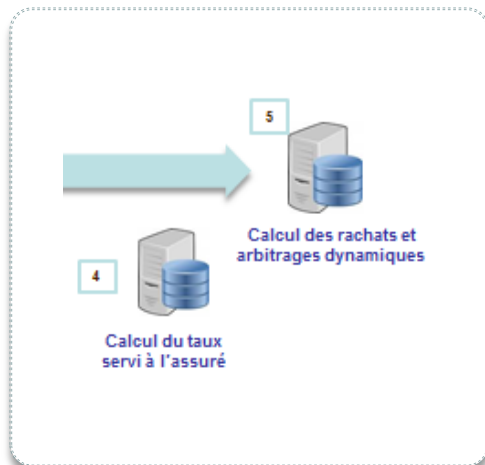 5
Calcul des rachats et
arbitrages dynamiques
4
Calcul du taux
servi à l'assuré